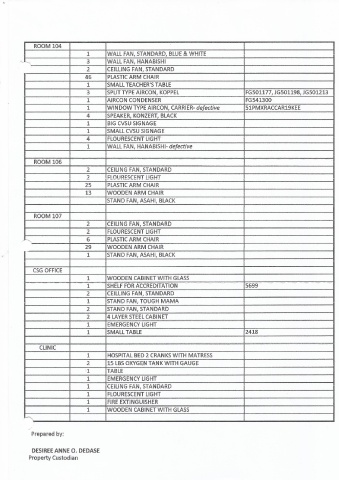 ROOM 104
1 WALL FAN, STANDARD, BLUE & WHITE
3 WALL FAN, HANABISHI
2 CEILLING FAN, STANDARD
46 PLASTIC ARM CHAIR
1 SMALL TEACHER'S TABLE
3 SPLIT TYPE AIRCON, KOPPEL FG501177, JG501198, JG501213
1 AIRCON CONDENSER FG541300
1 WINDOW TYPE AIRCON, CARRIER- defective 51PMXRACCAR19KEE
4 SPEAKER, KONZERT, BLACK
1 BIG CVSU SIGNAGE
1 SMALL CVSU SIGNAGE
4 FLOURESCENT LIGHT
1 WALL FAN, HANABISHI- defective
ROOM 106
2 CEILING FAN, STANDARD
2 FLOURESCENT LIGHT
25 PLASTIC ARM CHAIR
13 WOODEN ARM CHAIR
STAND FAN, ASAHI, BLACK
ROOM 107
2 CEILING FAN, STANDARD
2 FLOURESCENT LIGHT
6 PLASTIC ARM CHAIR
29 WOODEN ARM CHAIR
1 STAND FAN, ASAHI, BLACK
CSG OFFICE
1 WOODEN CABINET WITH GLASS
1 SHELF FOR ACCREDITATION 5699
2 CEILLING FAN, STANDARD
1 STAND FAN, TOUGH MAMA
2 STAND FAN, STANDARD
2 4 LAYER STEEL CABINET
1 EMERGENCY LIGHT
1 SMALL TABLE 2418
CLINIC
1 HOSPITAL BED 2 CRANKS WITH MATRESS
2 15 LBS OXYGEN TANK WITH GAUGE
1 TABLE
1 EMERGENCY LIGHT
1 CEILING FAN, STANDARD
1 FLOURESCENT LIGHT
1 FIRE EXTINGUISHER
1 WOODEN CABINET WITH GLASS
Prepared by:
DESIREE ANNE O. DEDASE
Property Custodian